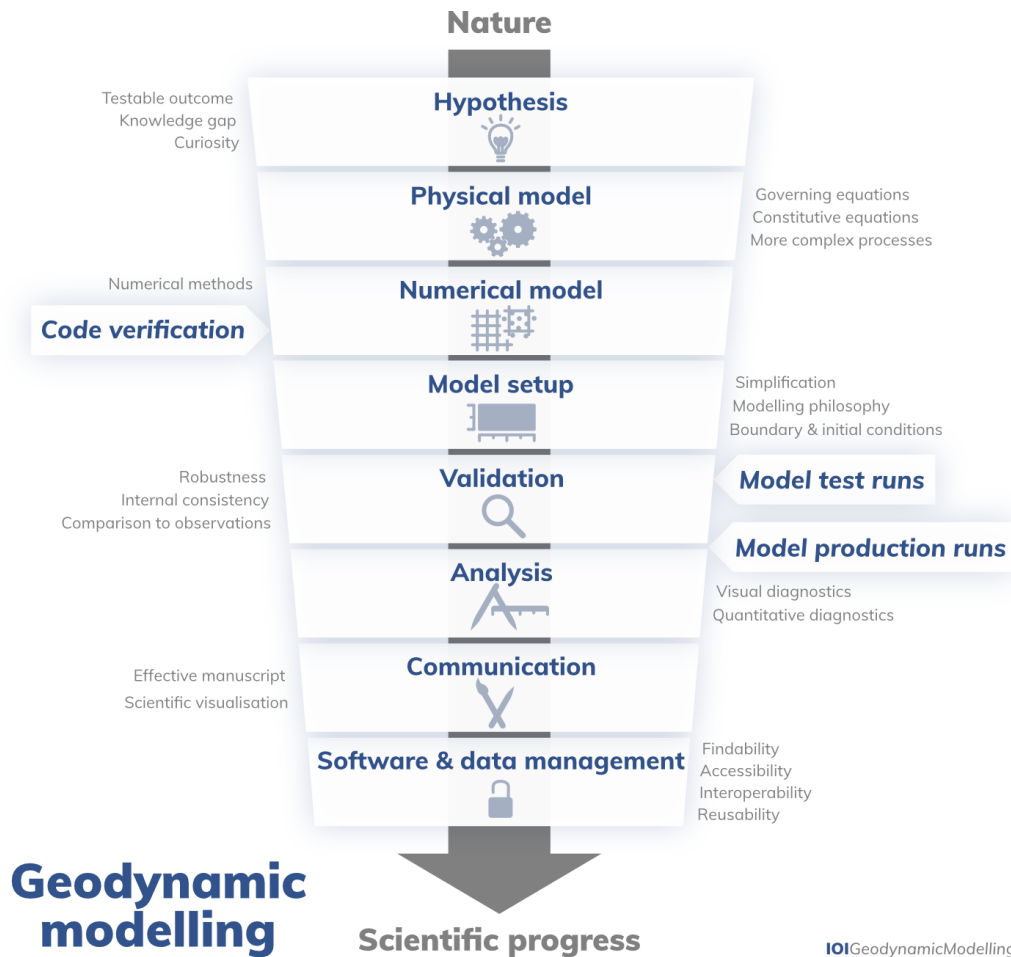 Nature
Hypothesis
Testable outcome
Knowledge gap
Curiosity
Physical model
Governing equations
Constitutive equations
More complex processes
Numerical model
Numerical methods
Code verification
Model setup
Simplification
Modelling philosophy
Boundary & initial conditions
Validation
Robustness
Internal consistency
Comparison to observations
Model test runs
Model production runs
Analysis
Visual diagnostics
Quantitative diagnostics
Communication
Effective manuscript
Scientific visualisation
Software & data management
Findability
Accessibility
Interoperability
Reusability
Geodynamic
modelling
Scientific progress
IOIGeodynamicModelling